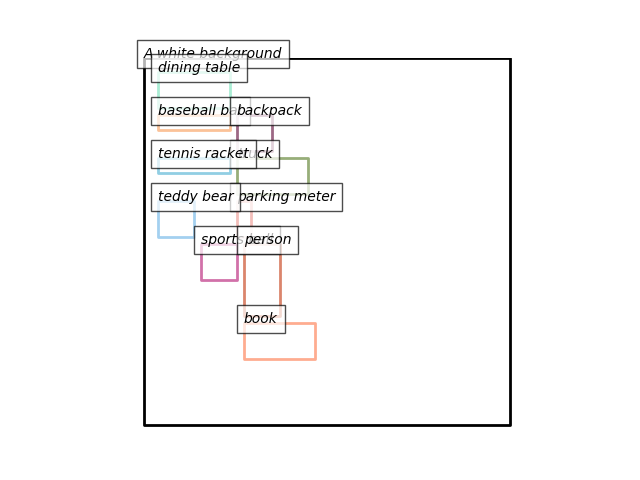 A white background
dining table
baseball bat backpack
tennis racket truck
teddy bear parking meter
sports ball person
book